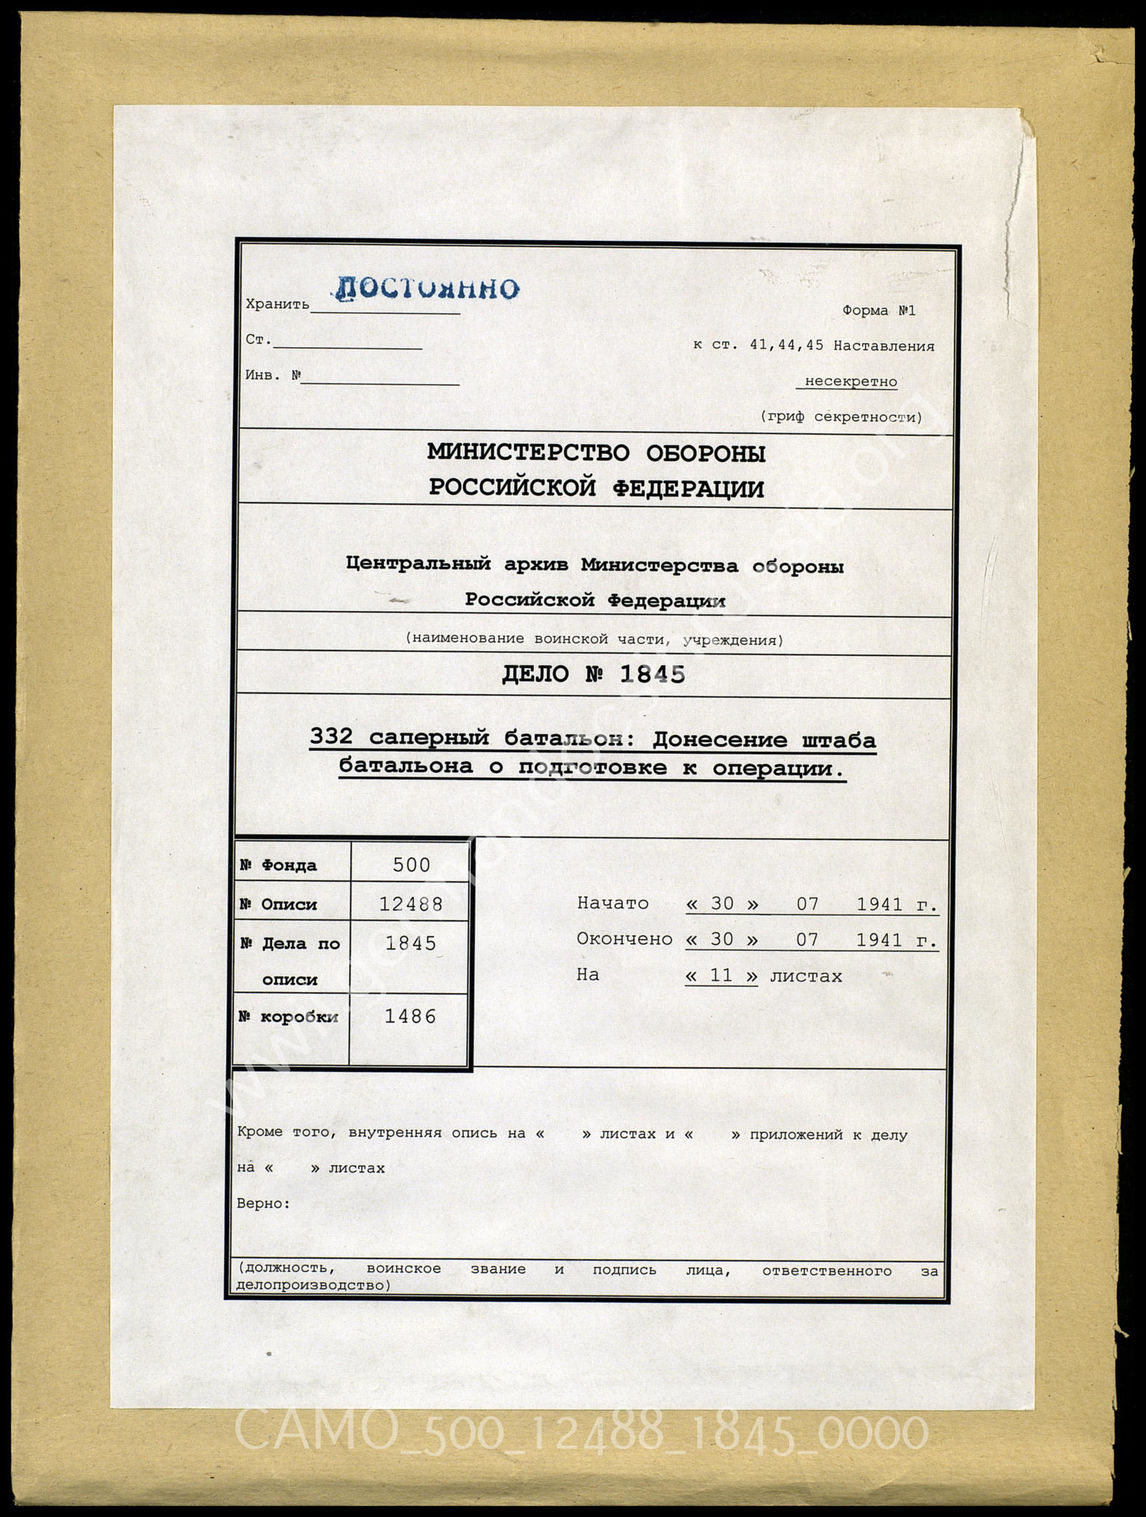 Хранить ПОСТОЯННО
Форма №1
Ст.
к ст. 41,44,45 Наставления
Инв. №
несекретно
(гриф секретности)
МИНИСТЕРСТВО ОБОРОНЫ
РОССИЙСКОЙ ФЕДЕРАЦИИ
Центральный архив Министерства обороны
Российской Федерации
(наименование воинской части, учреждения)
ДЕЛО № 1845
332 саперный батальон: Донесение штаба
батальона о подготовке к операции.
№ Фонда 500
№ Описи 12488
№ Дела по 1845
описи
№ коробки 1486
Начато « 30 » 07 1941 г.
Окончено « 30 » 07 1941 г.
На « 11 » листах
Кроме того, внутренняя опись на « » листах и « » приложений к делу
на « » листах
Верно:
(должность, воинское звание и подпись лица, ответственного за
делопроизводство)
CAMO_500_12488_1845_0000